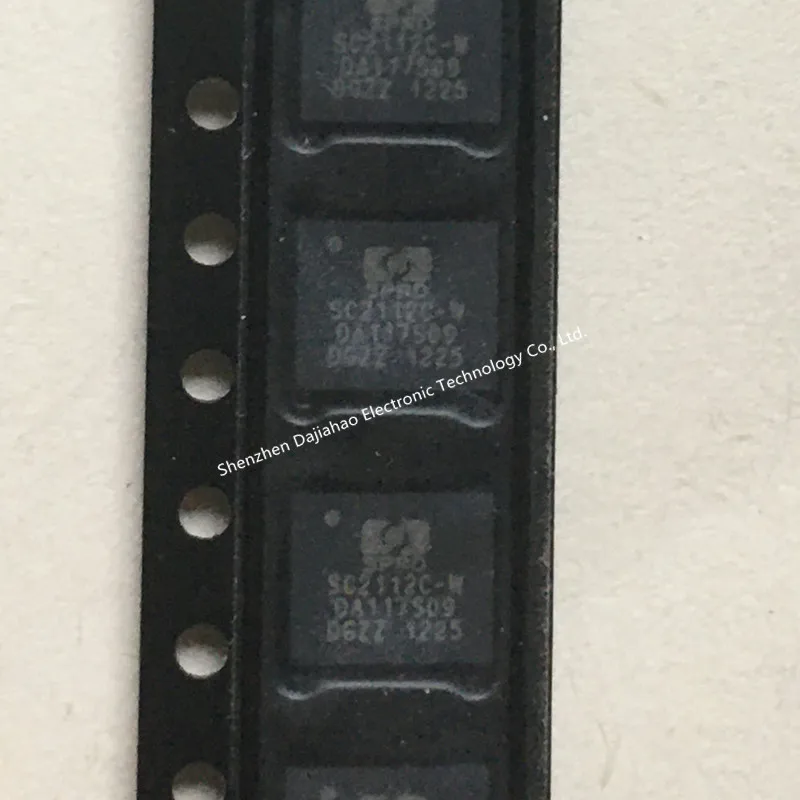 SPRD
SC2112C-W
DA117509
DGZZ 1225
SPRD
SC2112C-W
DA117509
DGZZ 1225
Shenzhen Dajiahao Electronic Technology Co., Ltd.
SPRD
SC2112C-W
DA117509
DGZZ 1225